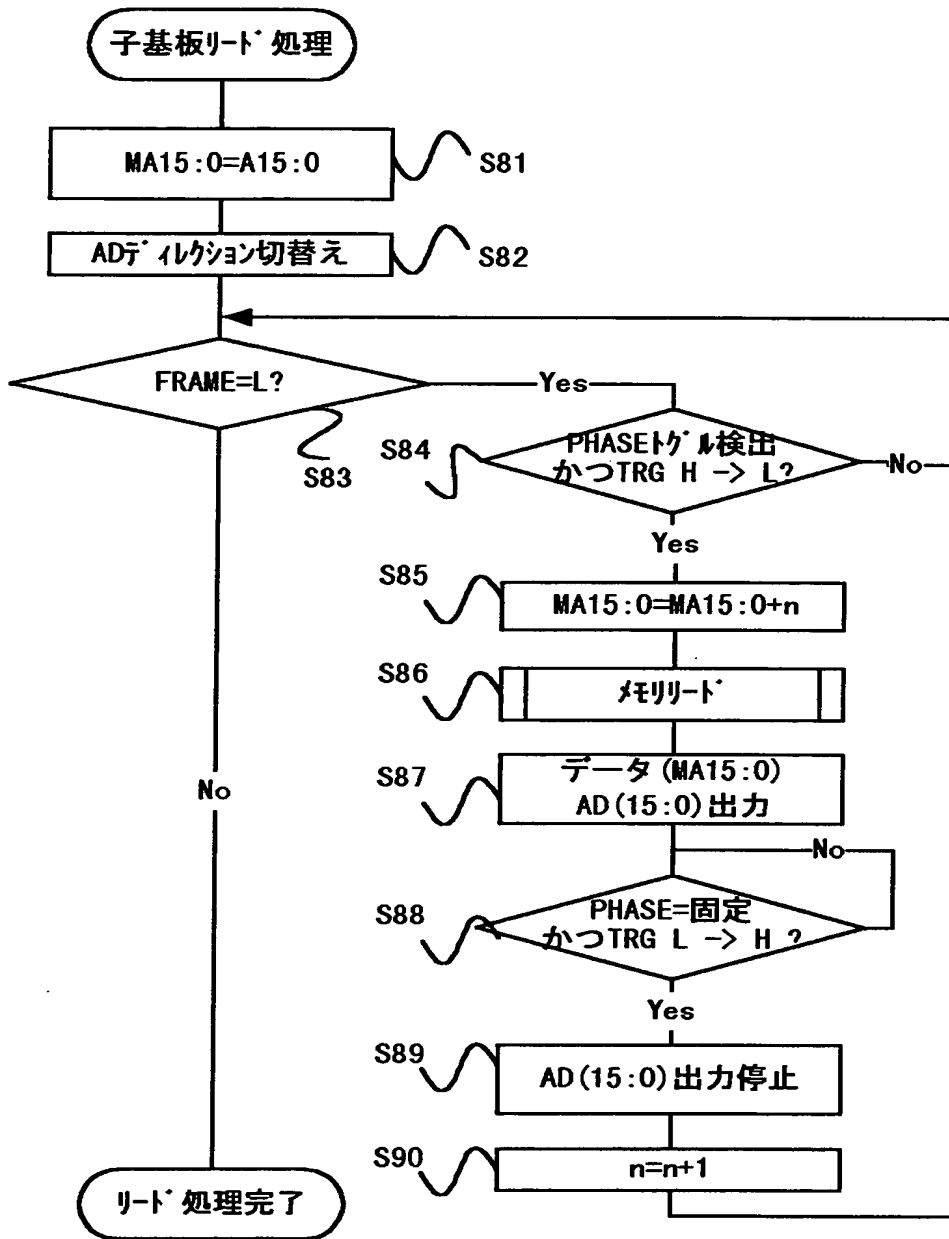 子基板リード処理
MA15:0=A15:0
S81
ADディレクション切替え
S82
FRAME=L?
Yes
S83
S84
PHASEトグル検出
かつTRG H -> L?
No
Yes
S85
MA15:0=MA15:0+n
S86
メモリリード
S87
データ(MA15:0)
AD(15:0)出力
No
No
S88
PHASE=固定
かつTRG L -> H ?
Yes
S89
AD(15:0)出力停止
S90
n=n+1
リード処理完了